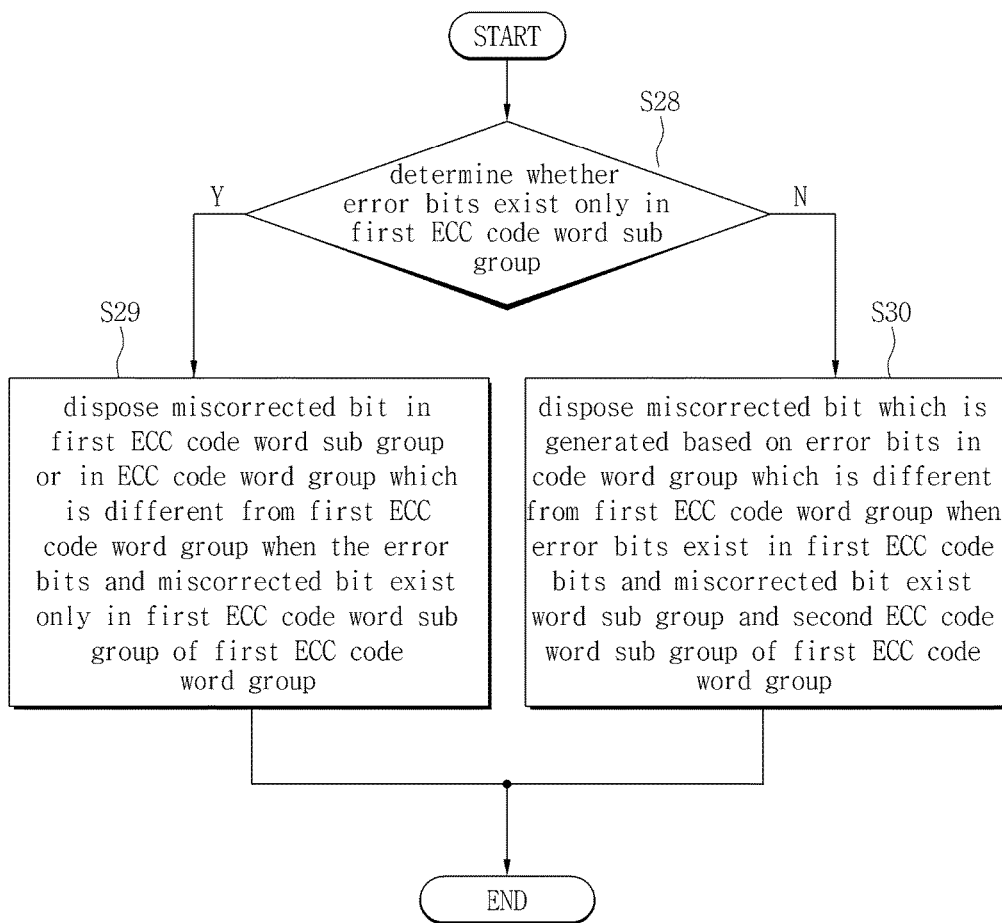 START
S28
determine whether
error bits exist only in
first ECC code word sub
group
Y
N
S29
dispose miscorrected bit in
first ECC code word sub group
or in ECC code word group which
is different from first ECC
code word group when the error
bits and miscorrected bit exist
only in first ECC code word sub
group of first ECC code
word group
S30
dispose miscorrected bit which is
generated based on error bits in
code word group which is different
from first ECC code word group when
error bits exist in first ECC code
bits and miscorrected bit exist
word sub group and second ECC code
word sub group of first ECC code
word group
END